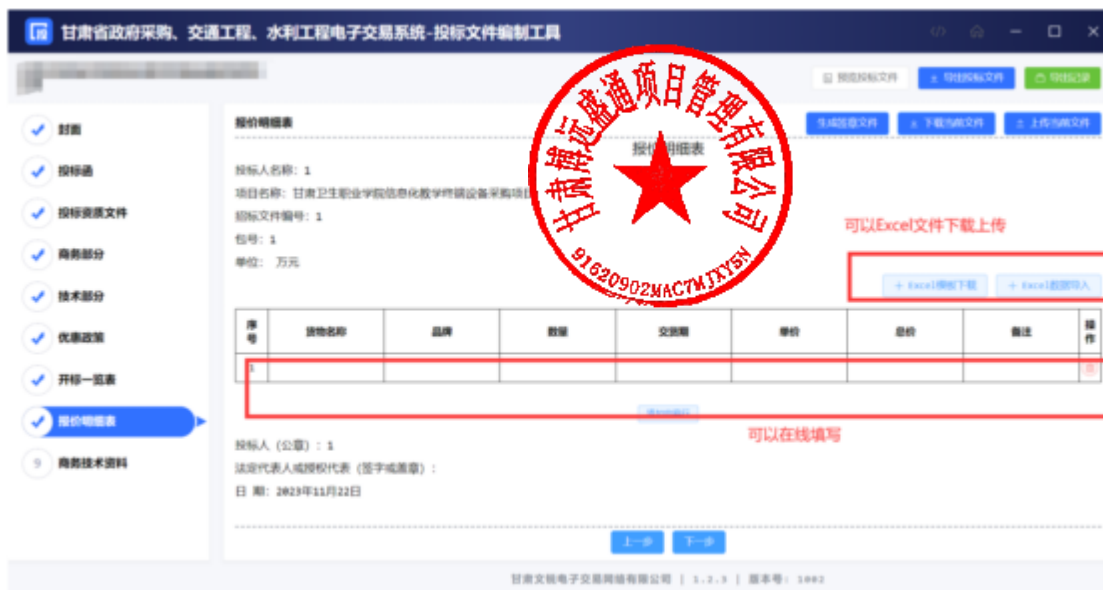 甘肃省政府采购、交通工程、水利工程电子交易系统-投标文件编制工具
预览投标文件 导出投标文件 导出记录
封面
投标函
投标资质文件
商务部分
技术部分
优惠政策
开标一览表
报价明细表
9 商务技术资料
报价明细表
生成签章文件 下载当前文件 上传当前文件
报价明细表
投标人名称：1
项目名称：甘肃卫生职业学院信息化教学终端设备采购项目
招标文件编号：1
包号：1
单位： 万元
甘肃博远盛通项目管理有限公司
91620902MAC7MJXY5N
可以Excel文件下载上传
+ Excel模板下载 + Excel数据导入
序号 货物名称 品牌 数量 交货期 单价 总价 备注 操作
1
可以在线填写
投标人（公章）：1
法定代表人或授权代表（签字或盖章）：
日 期：2023年11月22日
上一步 下一步
甘肃文锐电子交易网络有限公司 | 1.2.3 | 版本号：1002